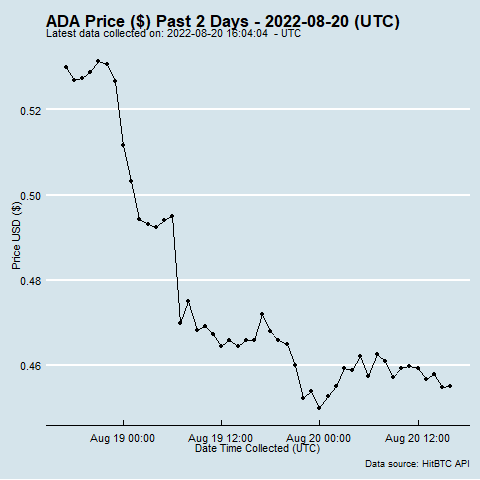 ADA Price ($) Past 2 Days - 2022-08-20 (UTC)
Latest data collected on: 2022-08-20 16:04:04 - UTC
0.52
0.50
0.48
0.46
Price USD ($)
Aug 19 00:00 Aug 19 12:00 Aug 20 00:00 Aug 20 12:00
Date Time Collected (UTC)
Data source: HitBTC API